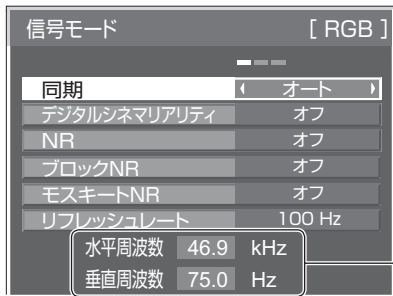 信号モード [ RGB ]
同期 オート
デジタルシネマリアリティ オフ
NR オフ
ブロックNR オフ
モスキートNR オフ
リフレッシュレート 100 Hz
水平周波数 46.9 kHz
垂直周波数 75.0 Hz